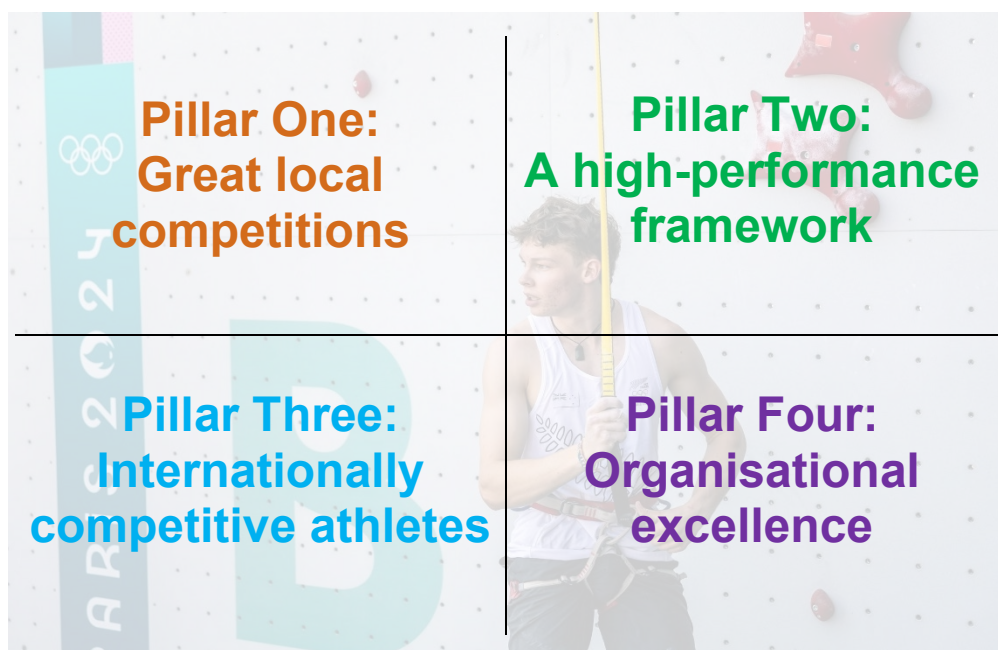 Pillar One:
Great local
competitions
Pillar Two:
A high-performance
framework
Pillar Three:
Internationally
competitive athletes
Pillar Four:
Organisational
excellence
PARIS 2024
B